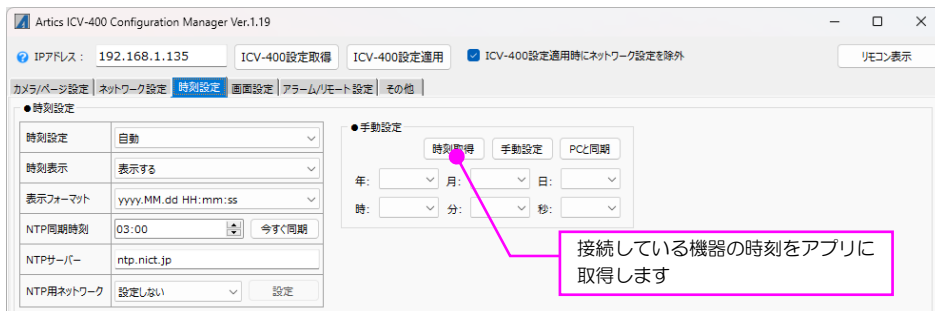 Artics ICV-400 Configuration Manager Ver.1.19
IPアドレス: 192.168.1.135 ICV-400設定取得 ICV-400設定適用 ICV-400設定適用時にネットワーク設定を除外 リモコン表示
カメラ/ページ設定 ネットワーク設定 時刻設定 画面設定 アラーム/リモート設定 その他
●時刻設定
時刻設定 自動
時刻表示 表示する
表示フォーマット yyyy.MM.dd HH:mm:ss
NTP同期時刻 03:00 今すぐ同期
NTPサーバー ntp.nict.jp
NTP用ネットワーク 設定しない 設定
●手動設定
時刻取得 手動設定 PCと同期
年: 月: 日:
時: 分: 秒:
接続している機器の時刻をアプリに
取得します